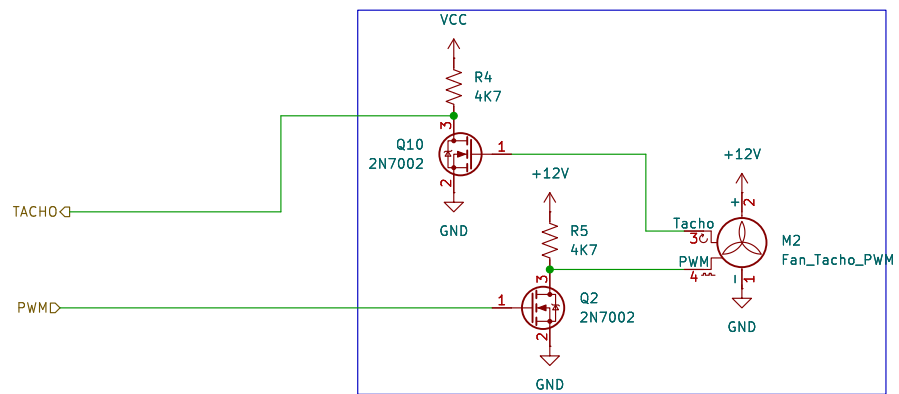 VCC
R4
4K7
3
Q10
2N7002
1
2
GND
TACHO
+12V
R5
4K7
3
PWM
1
Q2
2N7002
2
GND
+12V
+
2
Tacho
3
PWM
4
M2
Fan_Tacho_PWM
-
1
GND